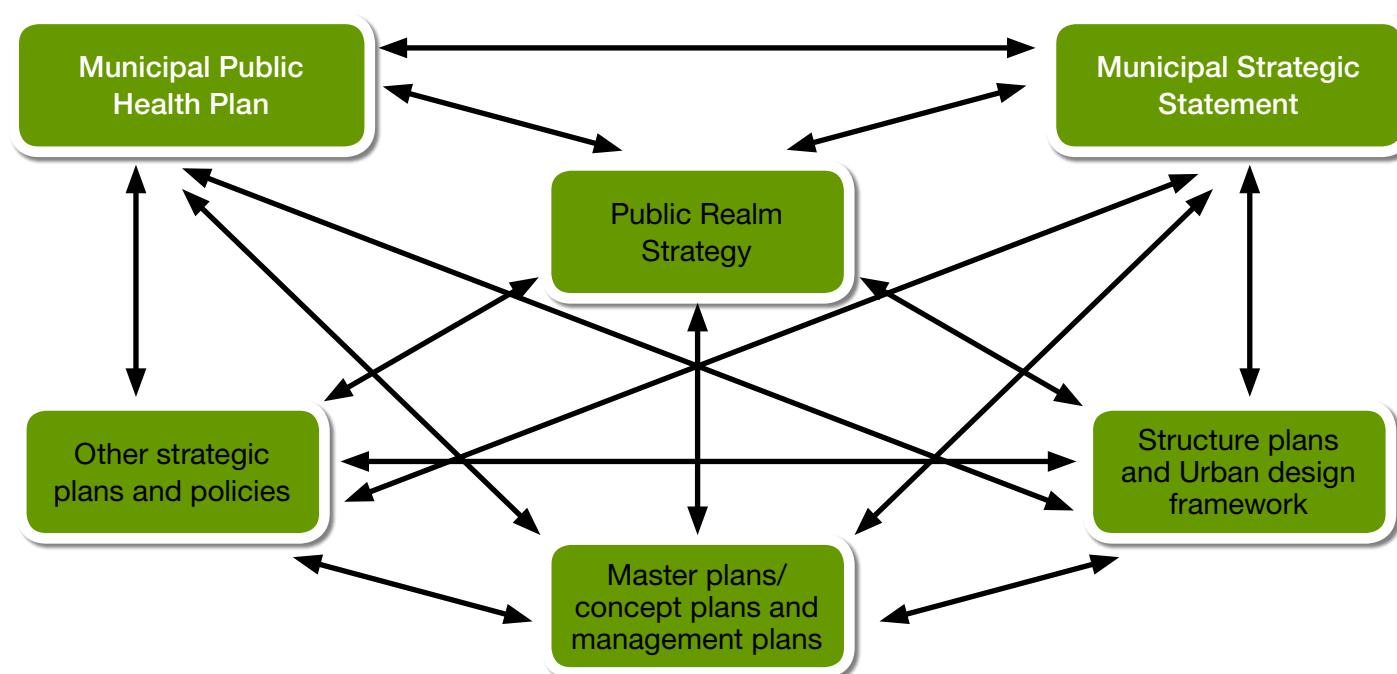 Municipal Public
Health Plan
Municipal Strategic
Statement
Public Realm
Strategy
Other strategic
plans and policies
Structure plans
and Urban design
framework
Master plans/
concept plans and
management plans